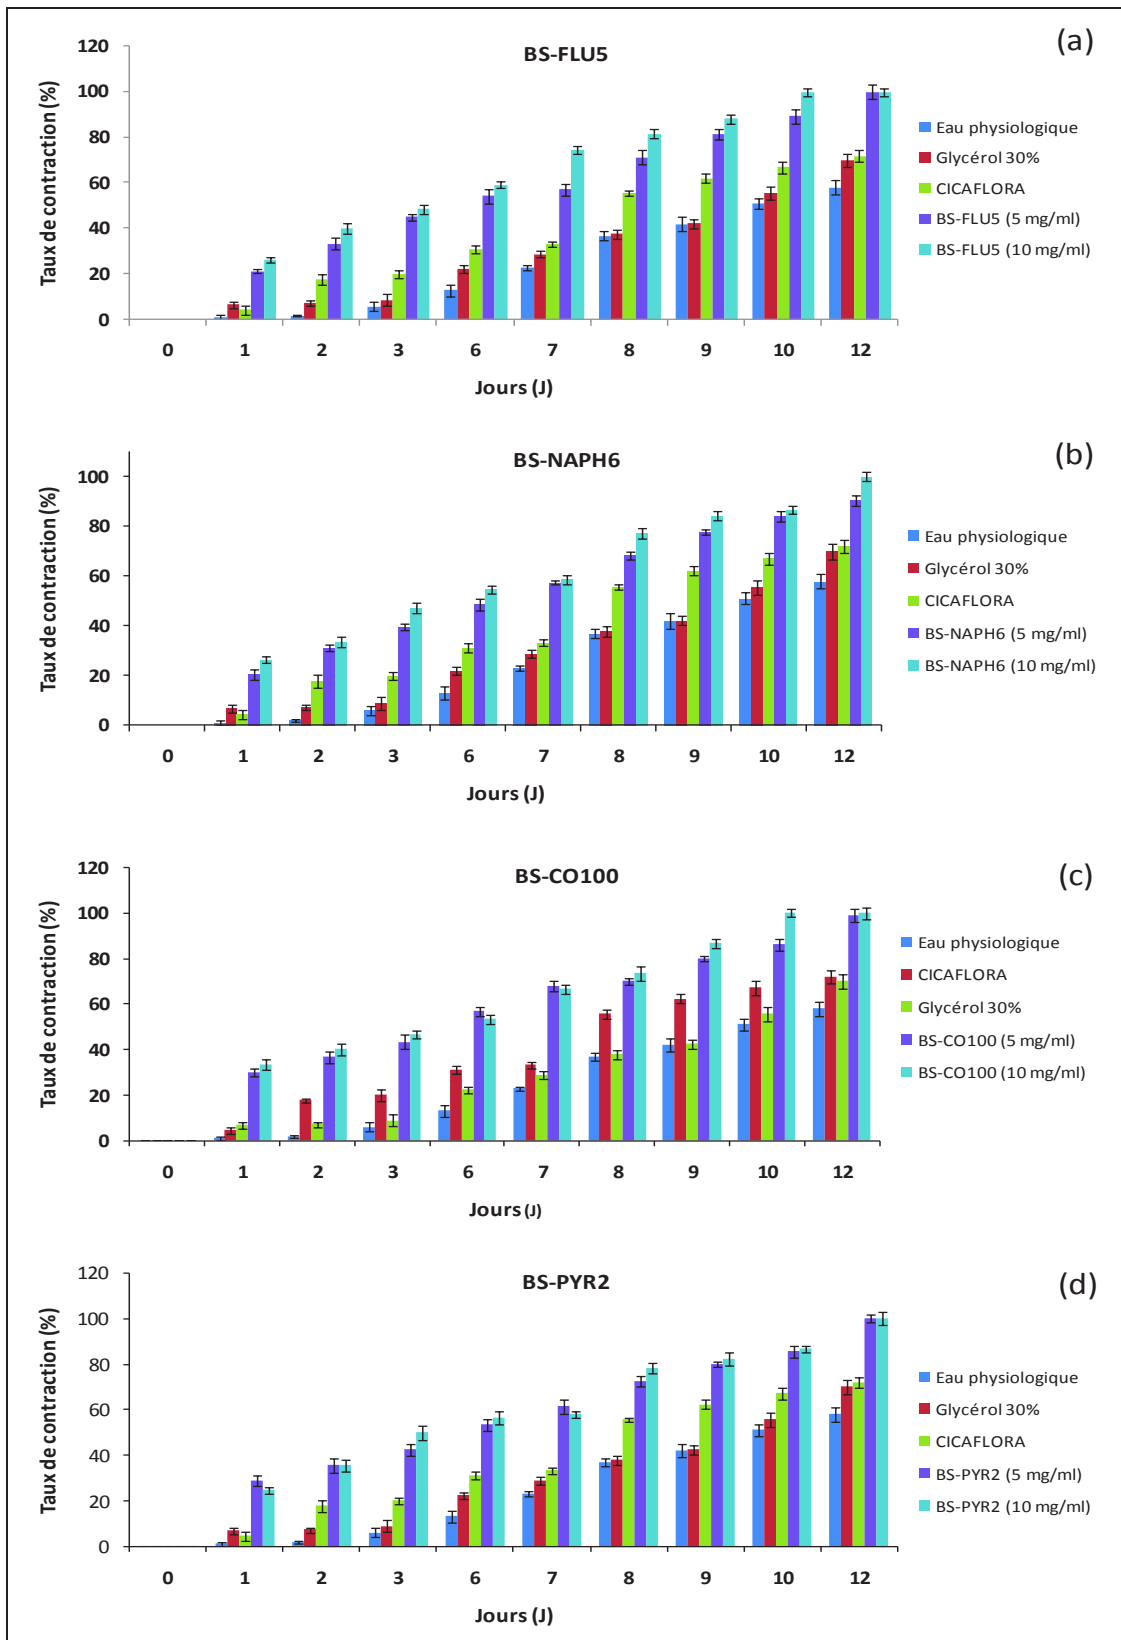 (a)
BS-FLU5
Taux de contraction (%)
120
100
80
60
40
20
0
0 1 2 3 6 7 8 9 10 12
Jours (J)
Eau physiologique
Glycérol 30%
CICAFLORA
BS-FLU5 (5 mg/ml)
BS-FLU5 (10 mg/ml)
(b)
BS-NAPH6
Taux de contraction (%)
100
80
60
40
20
0
0 1 2 3 6 7 8 9 10 12
Jours (J)
Eau physiologique
Glycérol 30%
CICAFLORA
BS-NAPH6 (5 mg/ml)
BS-NAPH6 (10 mg/ml)
(c)
BS-CO100
Taux de contraction (%)
120
100
80
60
40
20
0
0 1 2 3 6 7 8 9 10 12
Jours (J)
Eau physiologique
CICAFLORA
Glycérol 30%
BS-CO100 (5 mg/ml)
BS-CO100 (10 mg/ml)
(d)
BS-PYR2
Taux de contraction (%)
120
100
80
60
40
20
0
0 1 2 3 6 7 8 9 10 12
Jours (J)
Eau physiologique
Glycérol 30%
CICAFLORA
BS-PYR2 (5 mg/ml)
BS-PYR2 (10 mg/ml)